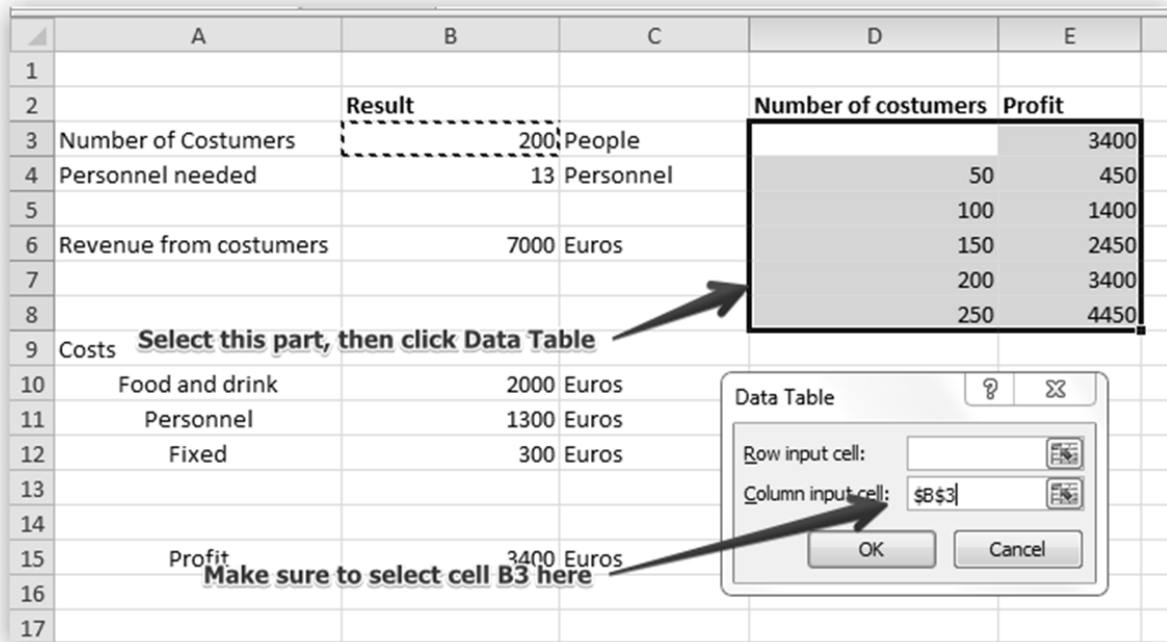 A B C D E
1
2 Result Number of costumers Profit
3 Number of Costumers 200 People 3400
4 Personnel needed 13 Personnel 50 450
5 100 1400
6 Revenue from costumers 7000 Euros 150 2450
7 200 3400
8 250 4450
Select this part, then click Data Table
9 Costs
10 Food and drink 2000 Euros
11 Personnel 1300 Euros
12 Fixed 300 Euros
13
14
15 Profit 3400 Euros
Make sure to select cell B3 here
16
17
Data Table ?
Row input cell:
Column input cell: $B$3
OK Cancel